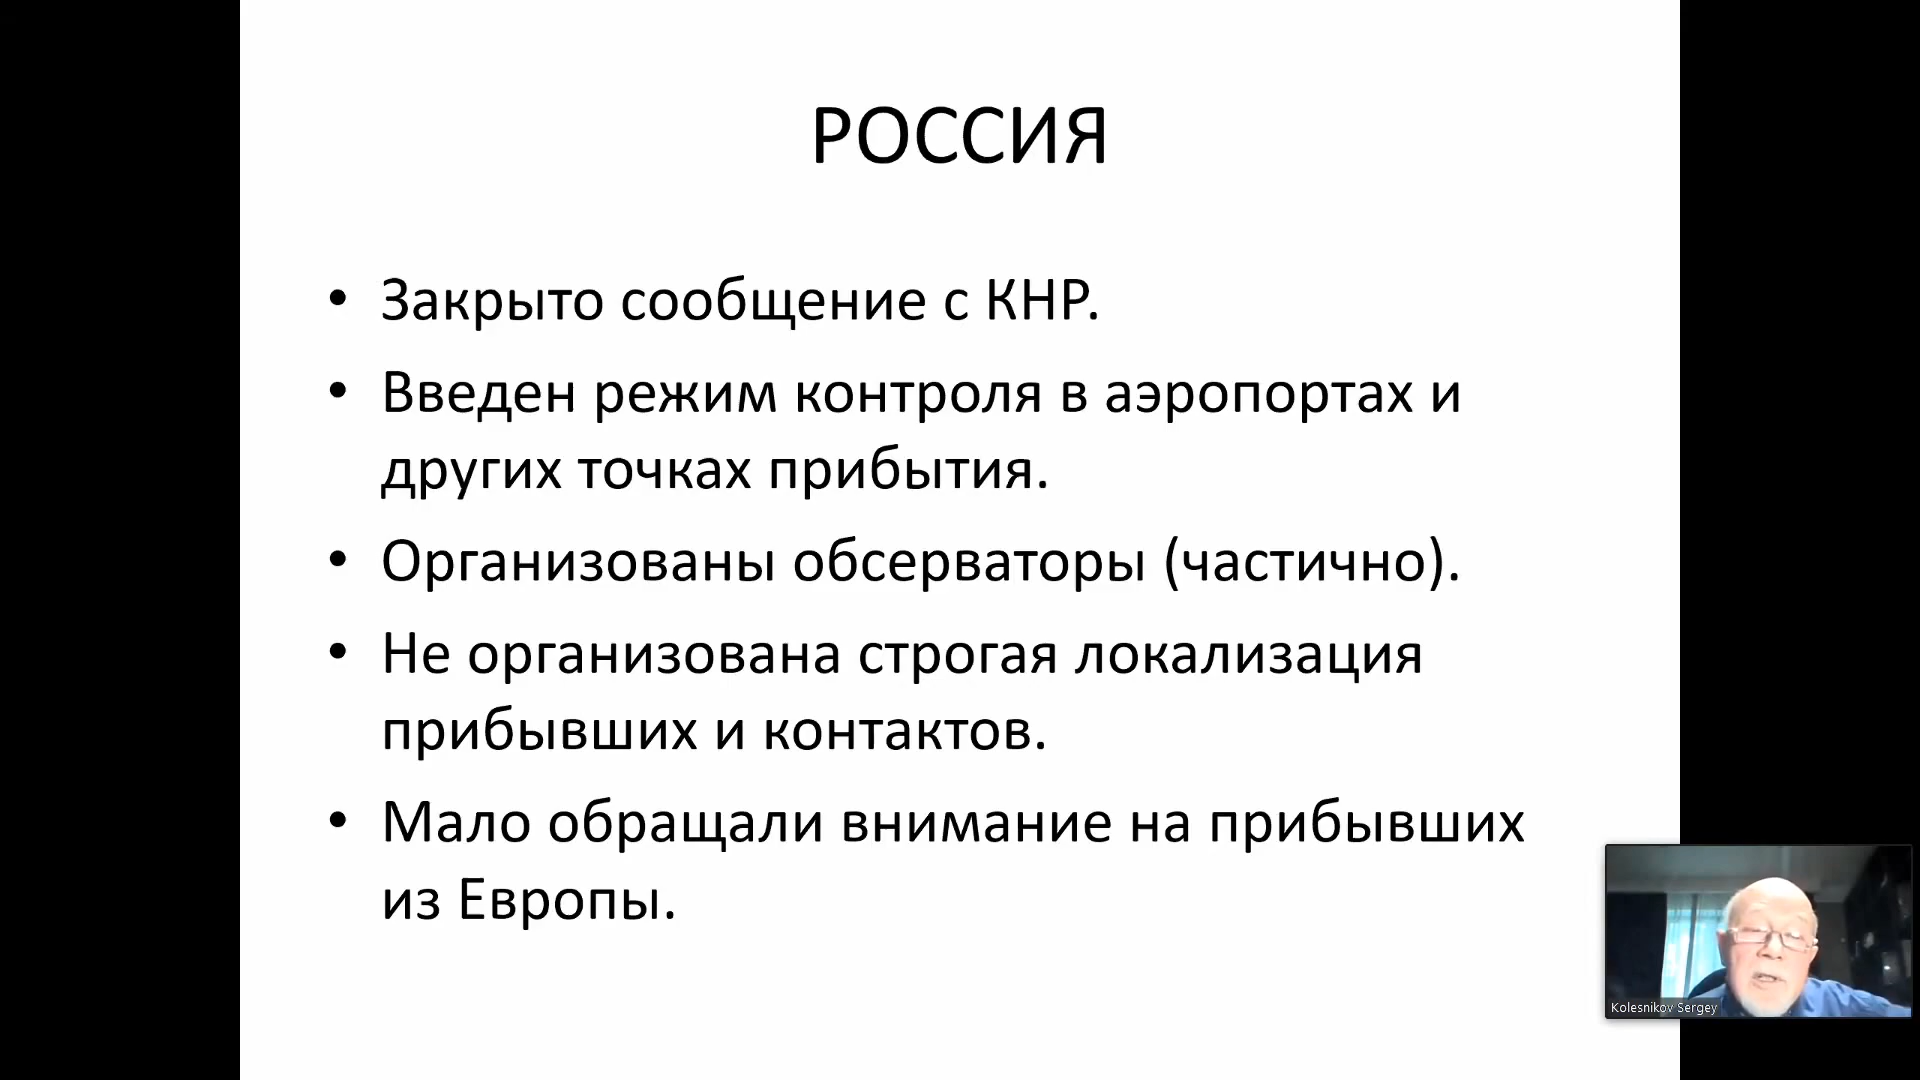 РОССИЯ
• Закрыто сообщение с КНР.
• Введен режим контроля в аэропортах и
других точках прибытия.
• Организованы обсерваторы (частично).
• Не организована строгая локализация
прибывших и контактов.
• Мало обращали внимание на прибывших
из Европы.
Kolesnikov Sergey